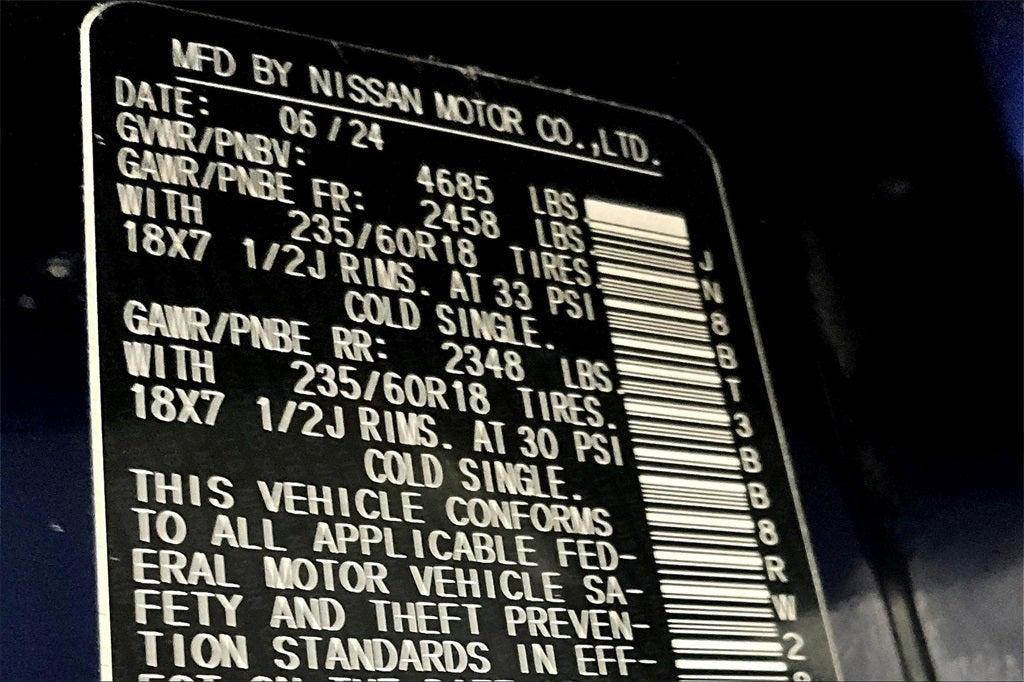 MFD BY NISSAN MOTOR CO.,LTD.
DATE: 06/24
GVWR/PNBV: 4685 LBS.
GAWR/PNBE FR: 2458 LBS
WITH 235/60R18 TIRES
18X7 1/2J RIMS. AT 33 PSI
COLD SINGLE.
GAWR/PNBE RR: 2348 LBS.
WITH 235/60R18 TIRES.
18X7 1/2J RIMS. AT 30 PSI
COLD SINGLE.
THIS VEHICLE CONFORMS
TO ALL APPLICABLE FED-
ERAL MOTOR VEHICLE SA-
FETY AND THEFT PREVEN-
TION STANDARDS IN EFF-
JN8BT3BB8RW2